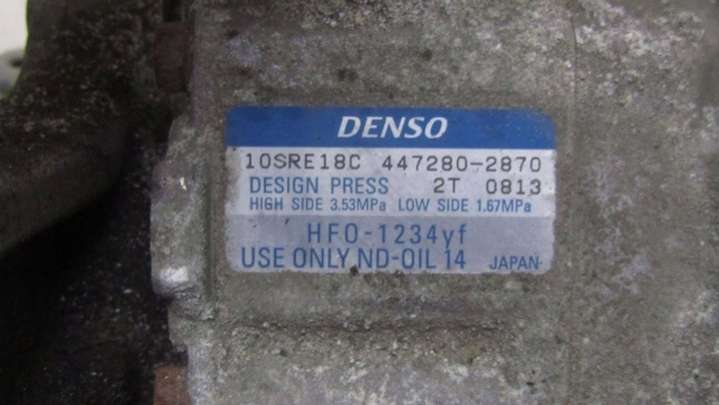 DENSO
10SRE18C 447280-2870
DESIGN PRESS 2T 0813
HIGH SIDE 3.53MPa LOW SIDE 1.67MPa
HFO-1234yf
USE ONLY ND-OIL 14 JAPAN